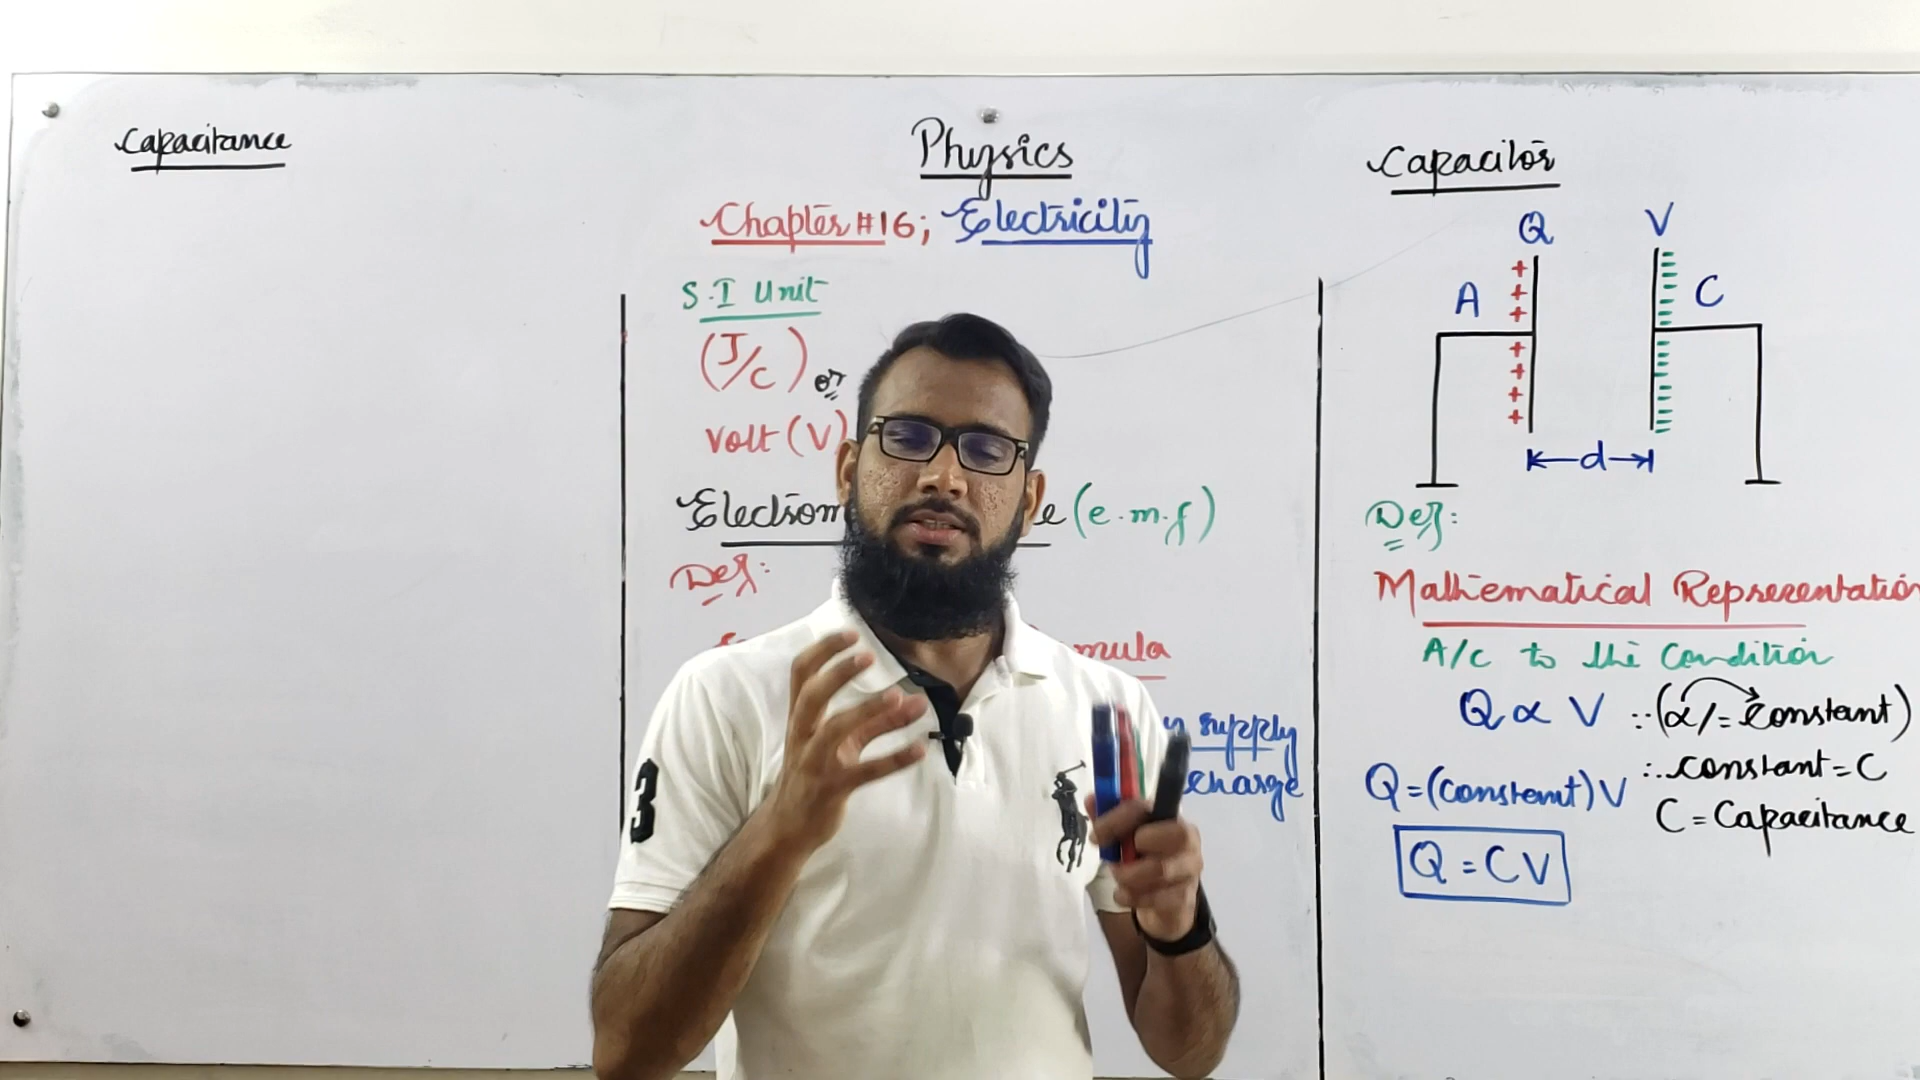 Capacitance
Physics
Chapter #16; Electricity
S.I Unit
(J/C) or
Volt (V)
(e.m.f)
Def:
supply
charge
Capacitor
Q V
A C
+ + + + + + +
d
Def:
Mathematical Representation
A/c to the Condition
Q ∝ V ∵ (∝/= Constant)
Q=(constant)V ∴ constant=C
C = Capacitance
Q = CV
3